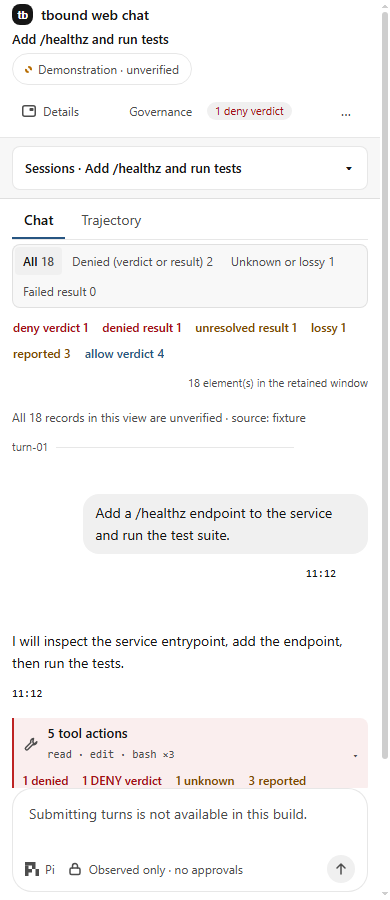 tb tbound web chat
Add /healthz and run tests
Demonstration · unverified
Details Governance 1 deny verdict ...
Sessions · Add /healthz and run tests
Chat Trajectory
All 18 Denied (verdict or result) 2 Unknown or lossy 1
Failed result 0
deny verdict 1 denied result 1 unresolved result 1 lossy 1
reported 3 allow verdict 4
18 element(s) in the retained window
All 18 records in this view are unverified · source: fixture
turn-01
Add a /healthz endpoint to the service
and run the test suite.
11:12
I will inspect the service entrypoint, add the endpoint,
then run the tests.
11:12
5 tool actions
read · edit · bash ×3
1 denied 1 DENY verdict 1 unknown 3 reported
Submitting turns is not available in this build.
Pi Observed only · no approvals